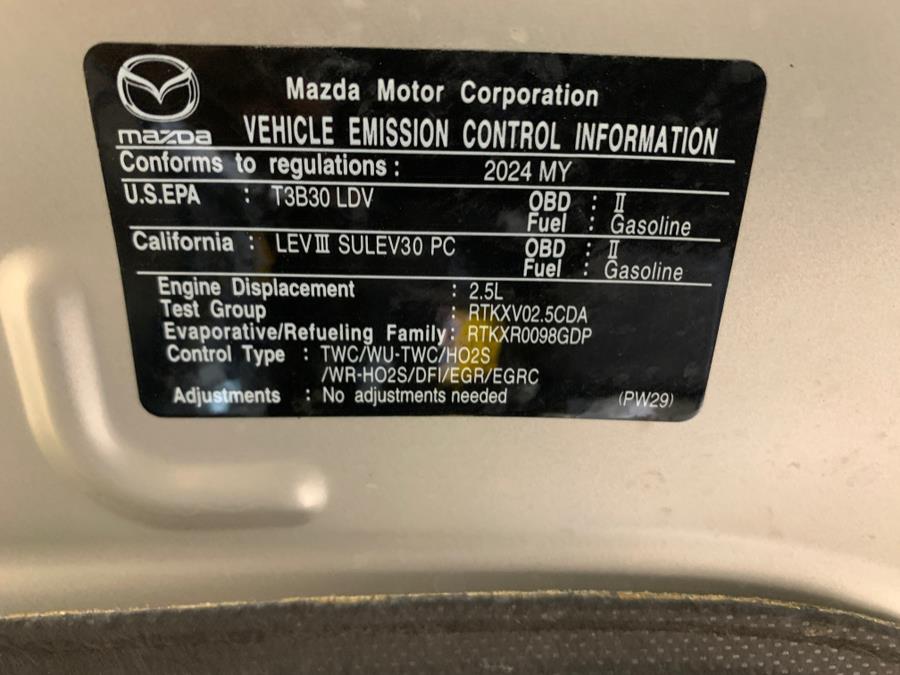 mazda
Mazda Motor Corporation
VEHICLE EMISSION CONTROL INFORMATION
Conforms to regulations : 2024 MY
U.S.EPA : T3B30 LDV OBD : II
Fuel : Gasoline
California : LEVIII SULEV30 PC OBD : II
Fuel : Gasoline
Engine Displacement : 2.5L
Test Group : RTKXV02.5CDA
Evaporative/Refueling Family: RTKXR0098GDP
Control Type : TWC/WU-TWC/HO2S
/WR-HO2S/DFI/EGR/EGRC
Adjustments : No adjustments needed (PW29)